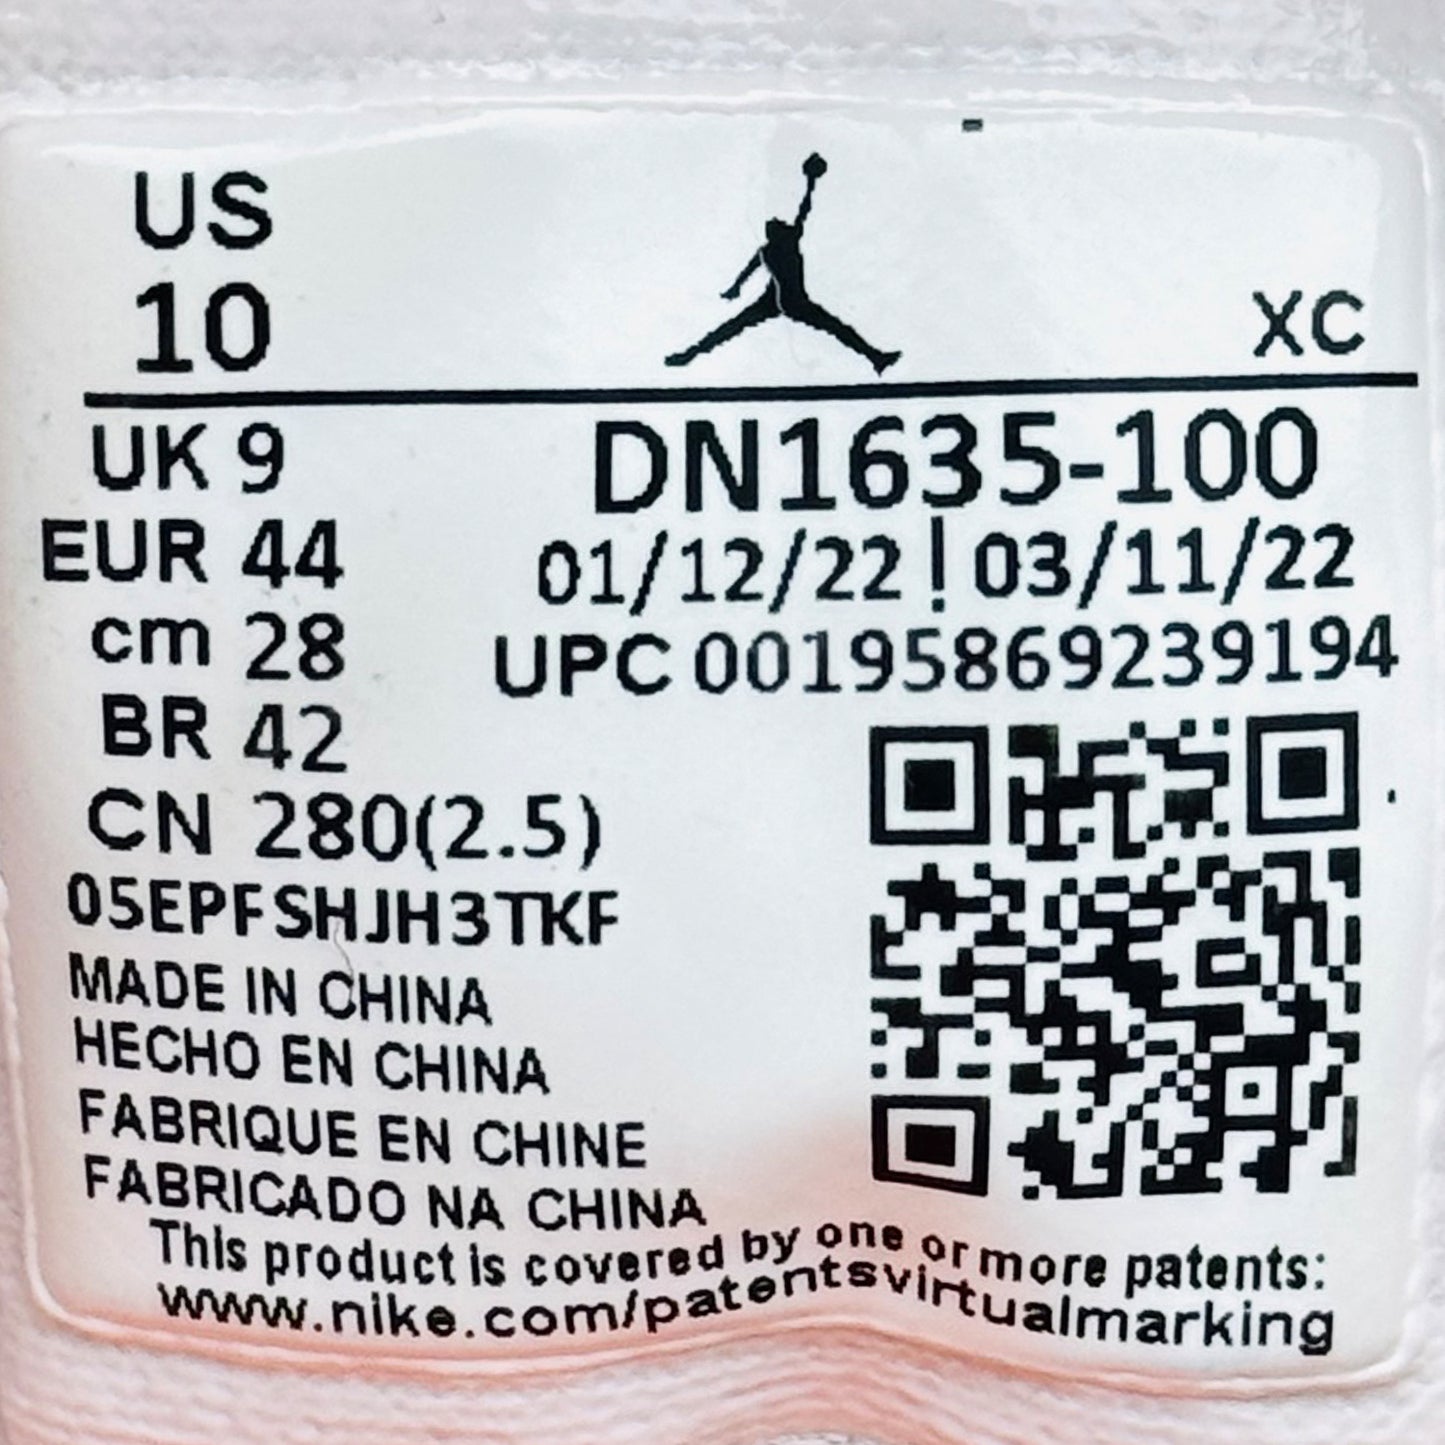 US
10
XC
UK 9
DN1635-100
EUR 44
01/12/22 | 03/11/22
cm 28
UPC 00195869239194
BR 42
CN 280(2.5)
05EPFSHJH3TKF
MADE IN CHINA
HECHO EN CHINA
FABRIQUE EN CHINE
FABRICADO NA CHINA
This product is covered by one or more patents:
www.nike.com/patentsvirtualmarking